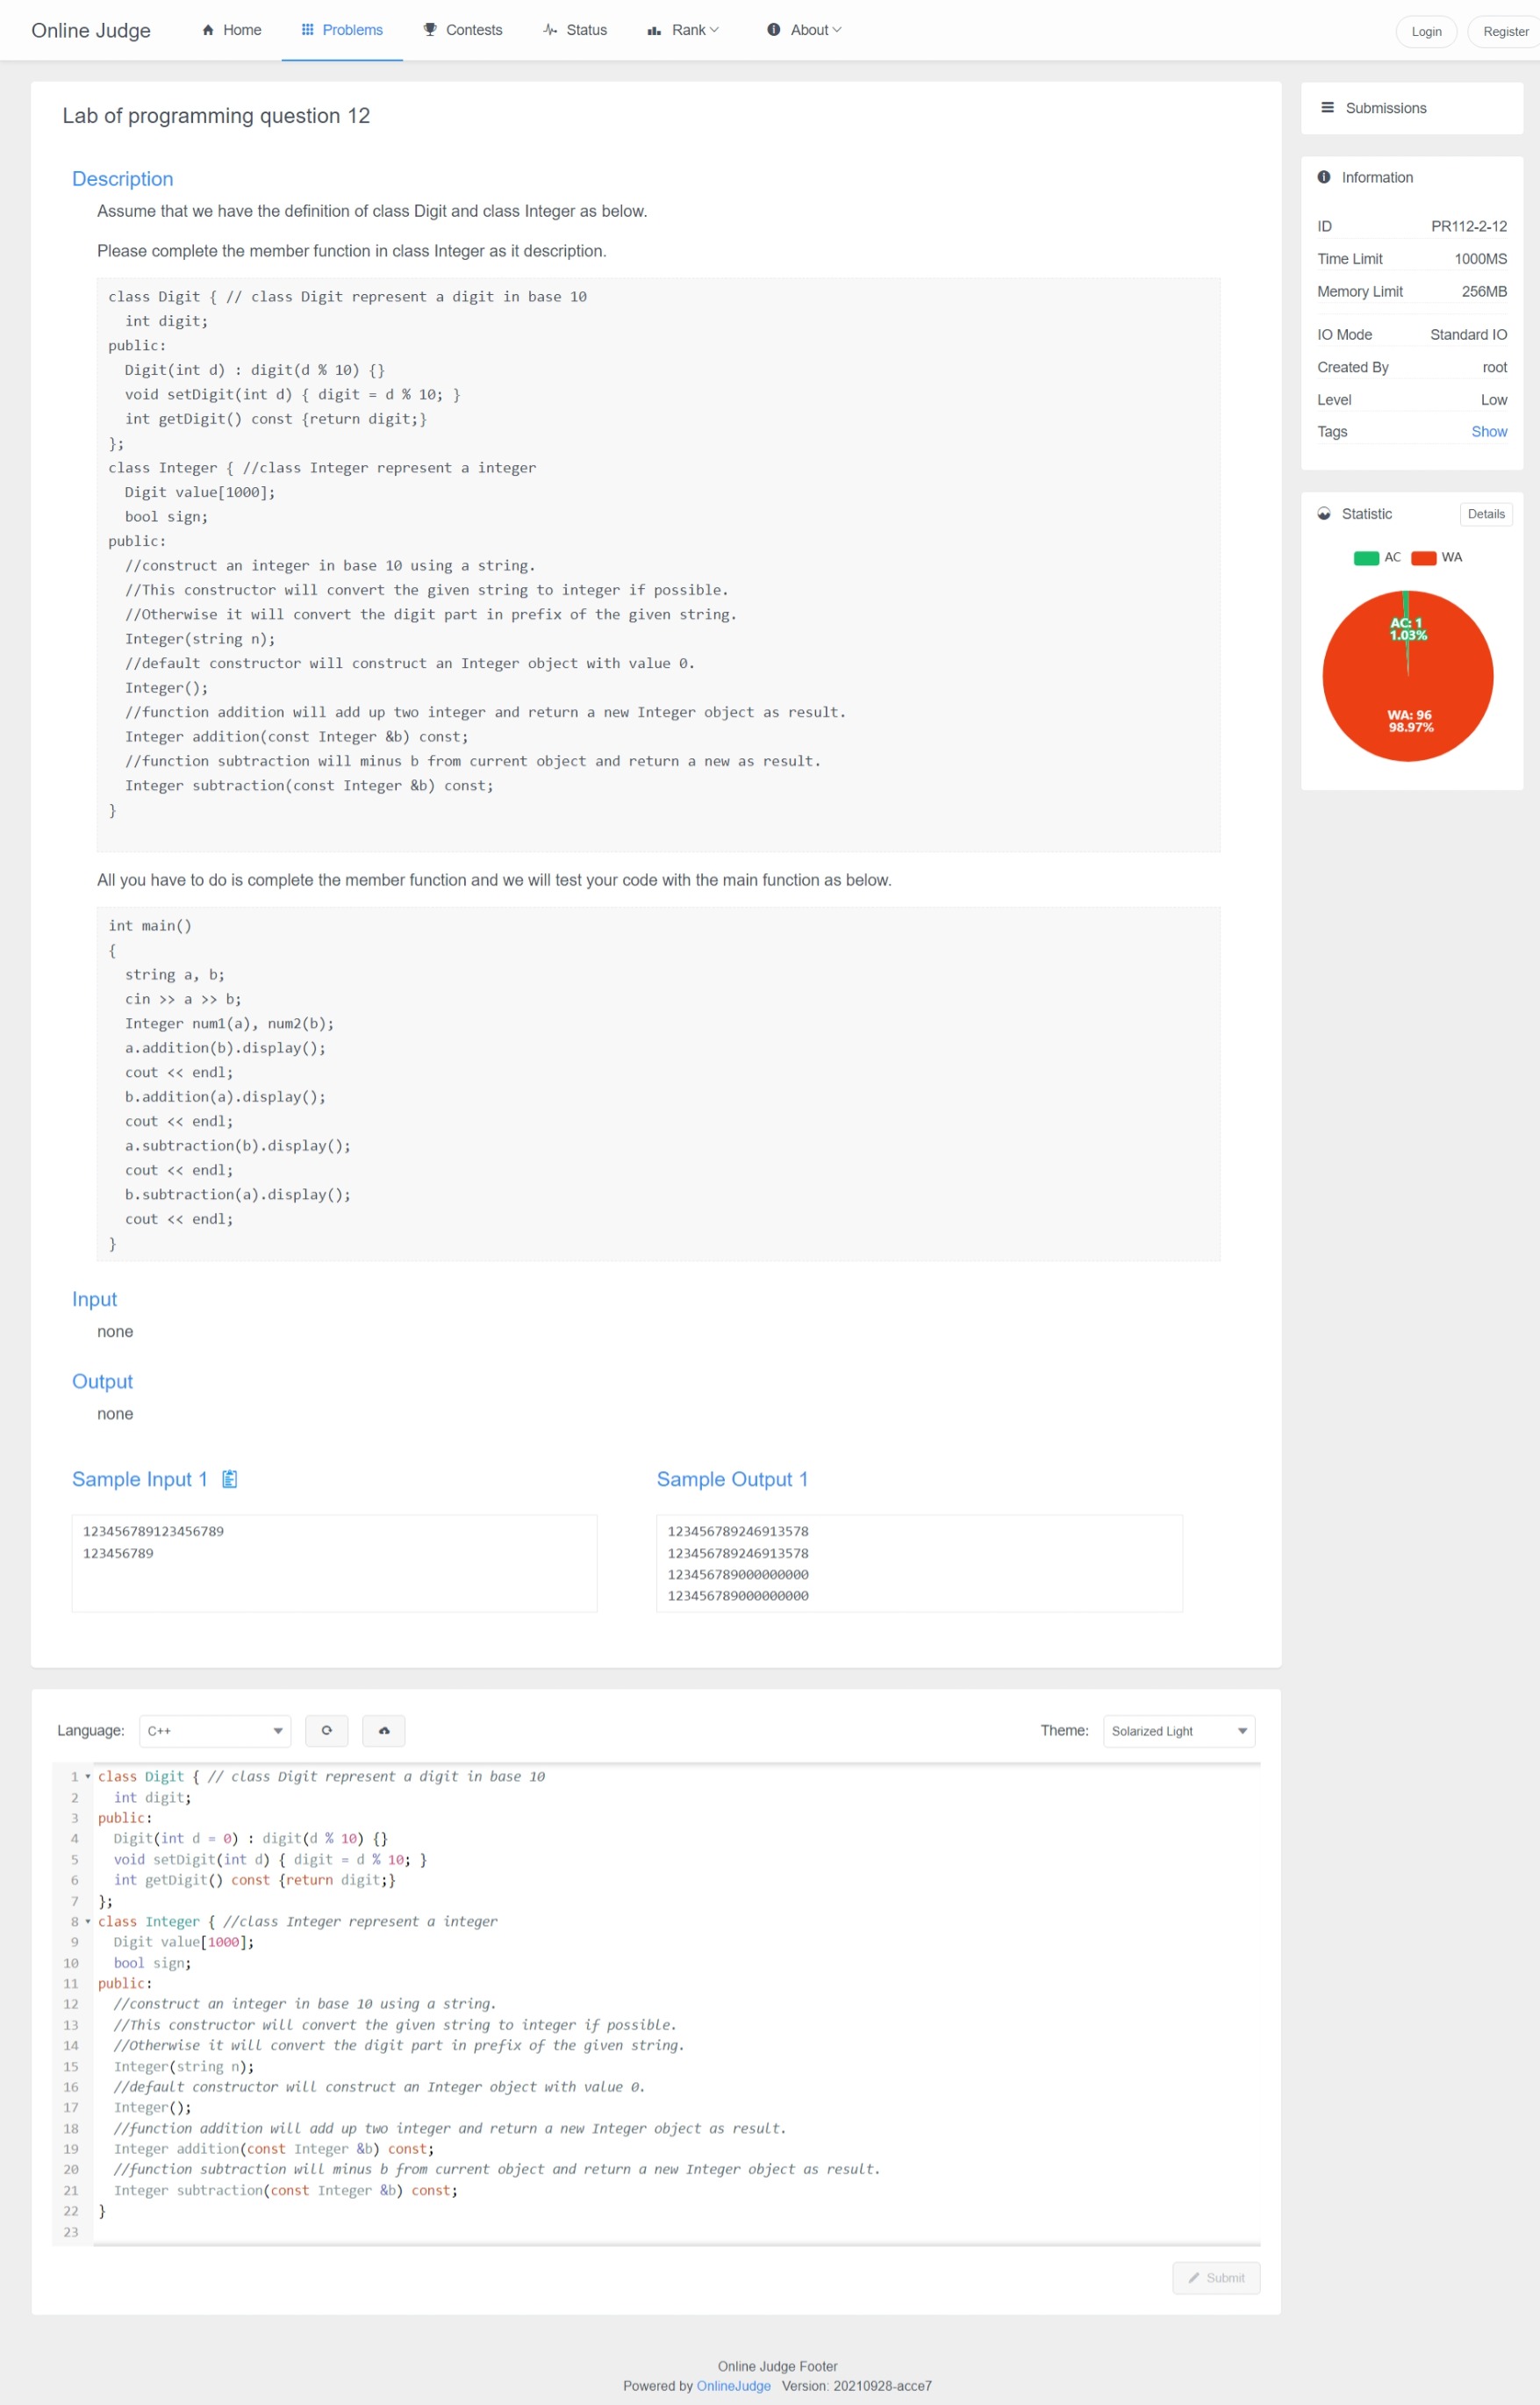 Online Judge Home Problems Contests Status Rank About Login Register
Lab of programming question 12
Description
Assume that we have the definition of class Digit and class Integer as below.
Please complete the member function in class Integer as it description.
class Digit { // class Digit represent a digit in base 10
  int digit;
public:
  Digit(int d) : digit(d % 10) {}
  void setDigit(int d) { digit = d % 10; }
  int getDigit() const {return digit;}
};
class Integer { //class Integer represent a integer
  Digit value[1000];
  bool sign;
public:
  //construct an integer in base 10 using a string.
  //This constructor will convert the given string to integer if possible.
  //Otherwise it will convert the digit part in prefix of the given string.
  Integer(string n);
  //default constructor will construct an Integer object with value 0.
  Integer();
  //function addition will add up two integer and return a new Integer object as result.
  Integer addition(const Integer &b) const;
  //function subtraction will minus b from current object and return a new as result.
  Integer subtraction(const Integer &b) const;
}
All you have to do is complete the member function and we will test your code with the main function as below.
int main()
{
  string a, b;
  cin >> a >> b;
  Integer num1(a), num2(b);
  a.addition(b).display();
  cout << endl;
  b.addition(a).display();
  cout << endl;
  a.subtraction(b).display();
  cout << endl;
  b.subtraction(a).display();
  cout << endl;
}
Input
none
Output
none
Sample Input 1
123456789123456789
123456789
Sample Output 1
123456789246913578
123456789246913578
123456789000000000
123456789000000000
Submissions
Information
ID PR112-2-12
Time Limit 1000MS
Memory Limit 256MB
IO Mode Standard IO
Created By root
Level Low
Tags Show
Statistic Details
AC WA
AC: 1
1.03%
WA: 96
98.97%
Language: C++ Theme: Solarized Light
1 class Digit { // class Digit represent a digit in base 10
2   int digit;
3 public:
4   Digit(int d = 0) : digit(d % 10) {}
5   void setDigit(int d) { digit = d % 10; }
6   int getDigit() const {return digit;}
7 };
8 class Integer { //class Integer represent a integer
9   Digit value[1000];
10   bool sign;
11 public:
12   //construct an integer in base 10 using a string.
13   //This constructor will convert the given string to integer if possible.
14   //Otherwise it will convert the digit part in prefix of the given string.
15   Integer(string n);
16   //default constructor will construct an Integer object with value 0.
17   Integer();
18   //function addition will add up two integer and return a new Integer object as result.
19   Integer addition(const Integer &b) const;
20   //function subtraction will minus b from current object and return a new Integer object as result.
21   Integer subtraction(const Integer &b) const;
22 }
23
Submit
Online Judge Footer
Powered by OnlineJudge Version: 20210928-acce7